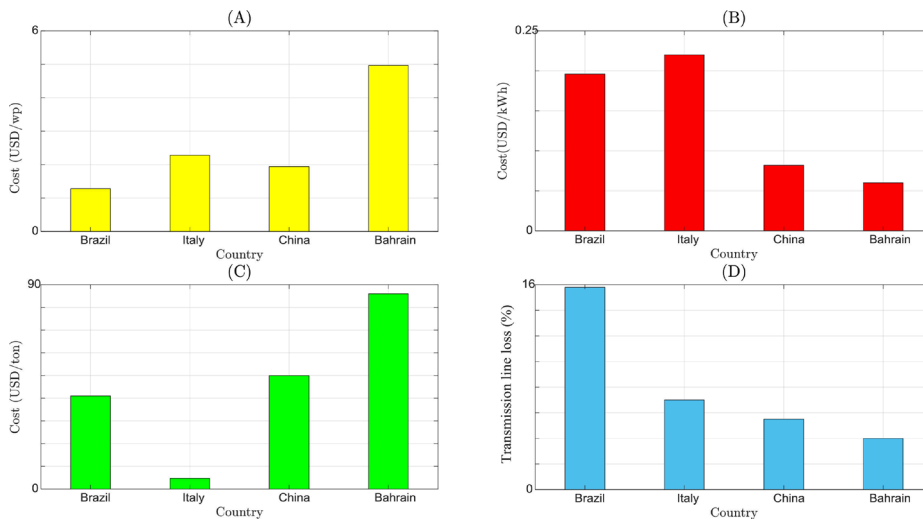 (A)
6
Cost (USD/wp)
0
Brazil Italy China Bahrain
Country
(B)
0.25
Cost(USD/kWh)
0
Brazil Italy China Bahrain
Country
(C)
90
Cost (USD/ton)
0
Brazil Italy China Bahrain
Country
(D)
16
Transmission line loss (%)
0
Brazil Italy China Bahrain
Country